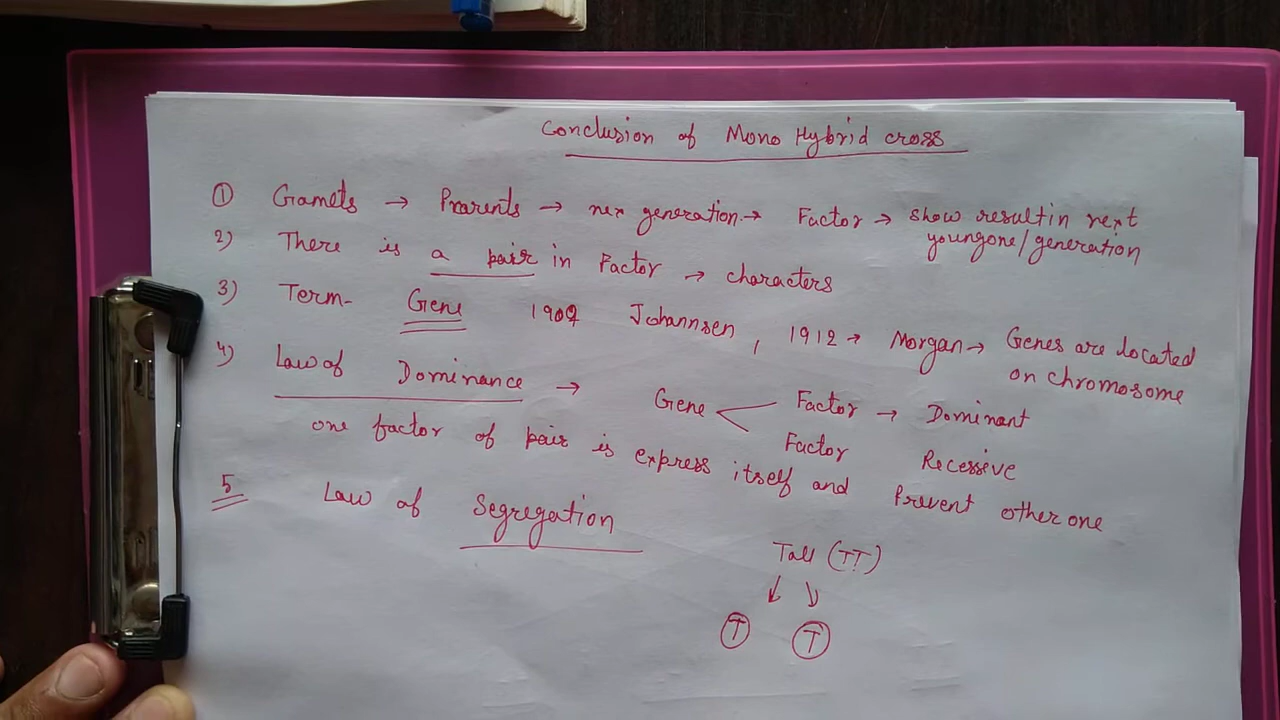 Conclusion of Mono Hybrid cross
① Gamets → Prarents → nex generation → Factor → show result in next
youngone/generation
2) There is a pair in Factor → characters
3) Term- Gene 1909 Johannsen, 1912 → Morgan → Genes are located
on chromosome
4) Law of Dominance → Gene Factor → Dominant
Factor Recessive
one factor of pair is express itself and Prevent other one
5 Law of Segregation
Tall (TT)
T T